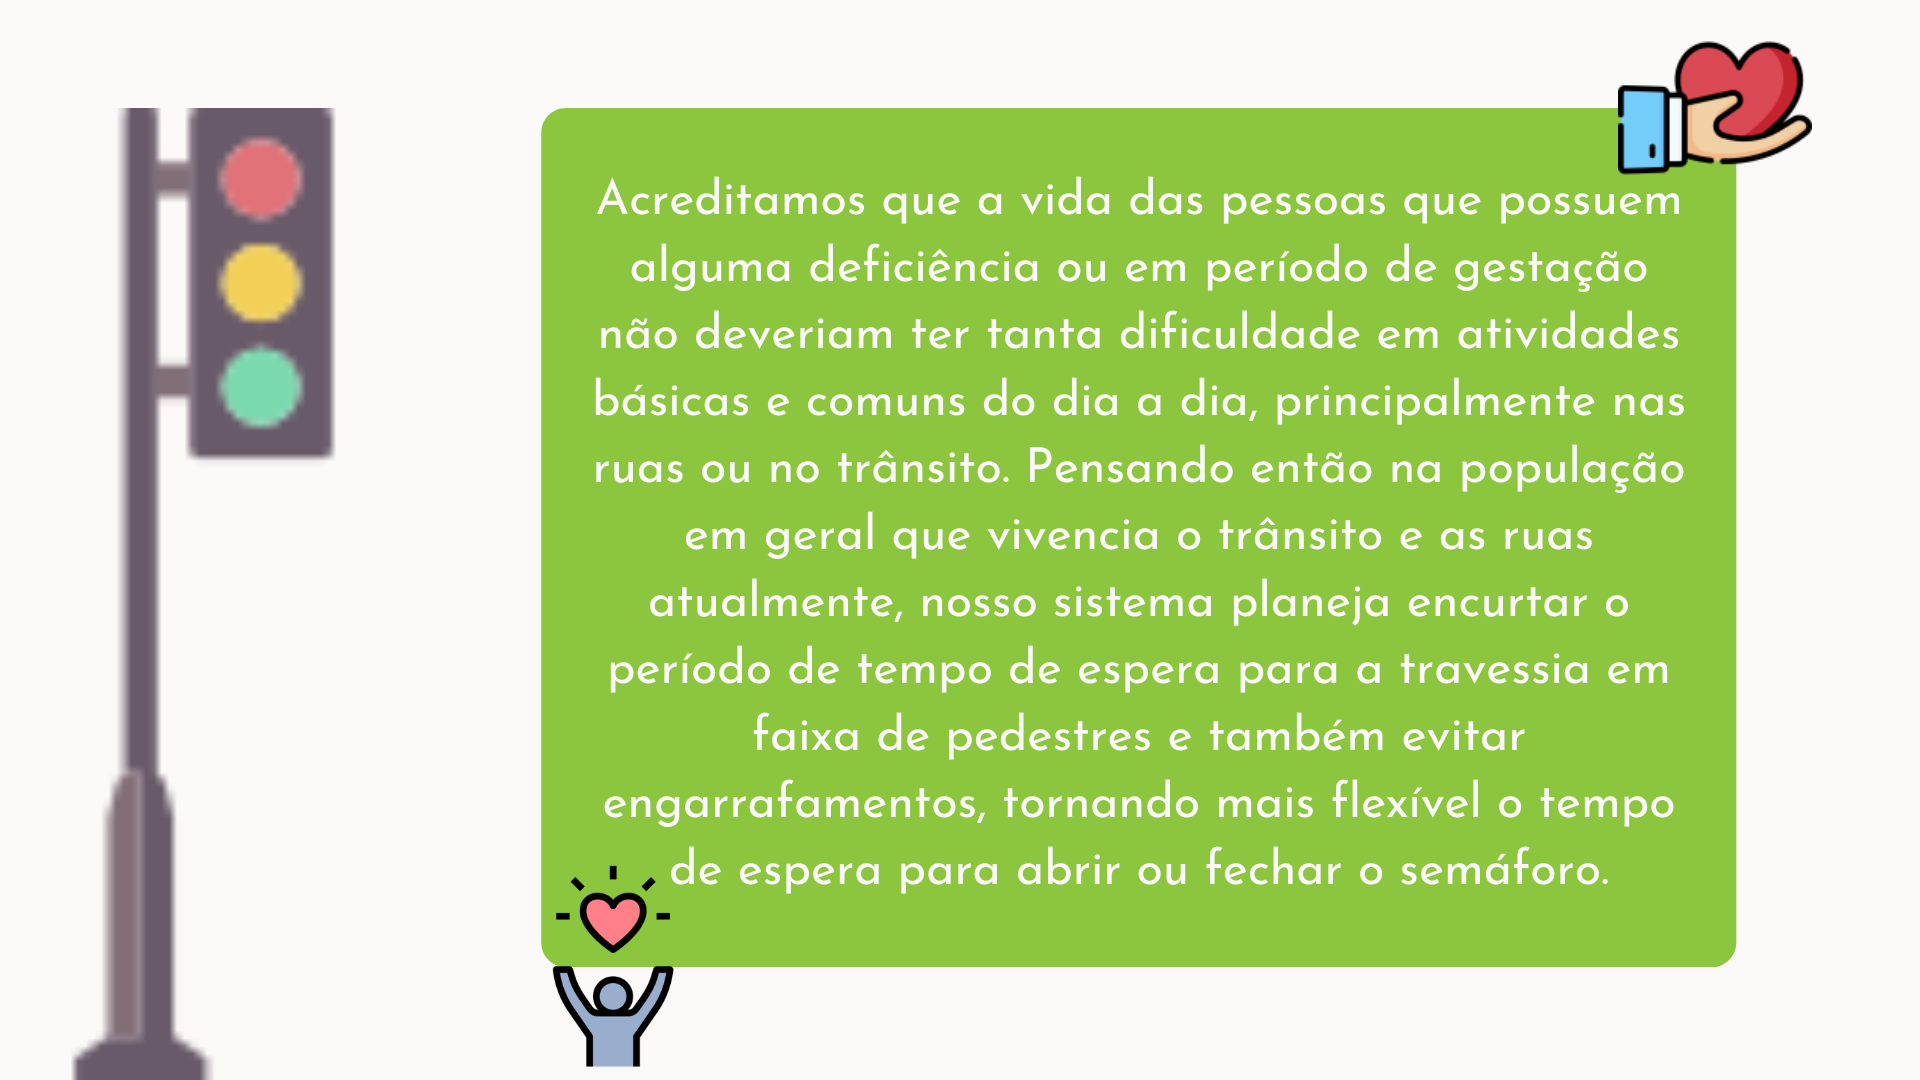 Acreditamos que a vida das pessoas que possuem
alguma deficiência ou em período de gestação
não deveriam ter tanta dificuldade em atividades
básicas e comuns do dia a dia, principalmente nas
ruas ou no trânsito. Pensando então na população
em geral que vivencia o trânsito e as ruas
atualmente, nosso sistema planeja encurtar o
período de tempo de espera para a travessia em
faixa de pedestres e também evitar
engarrafamentos, tornando mais flexível o tempo
de espera para abrir ou fechar o semáforo.